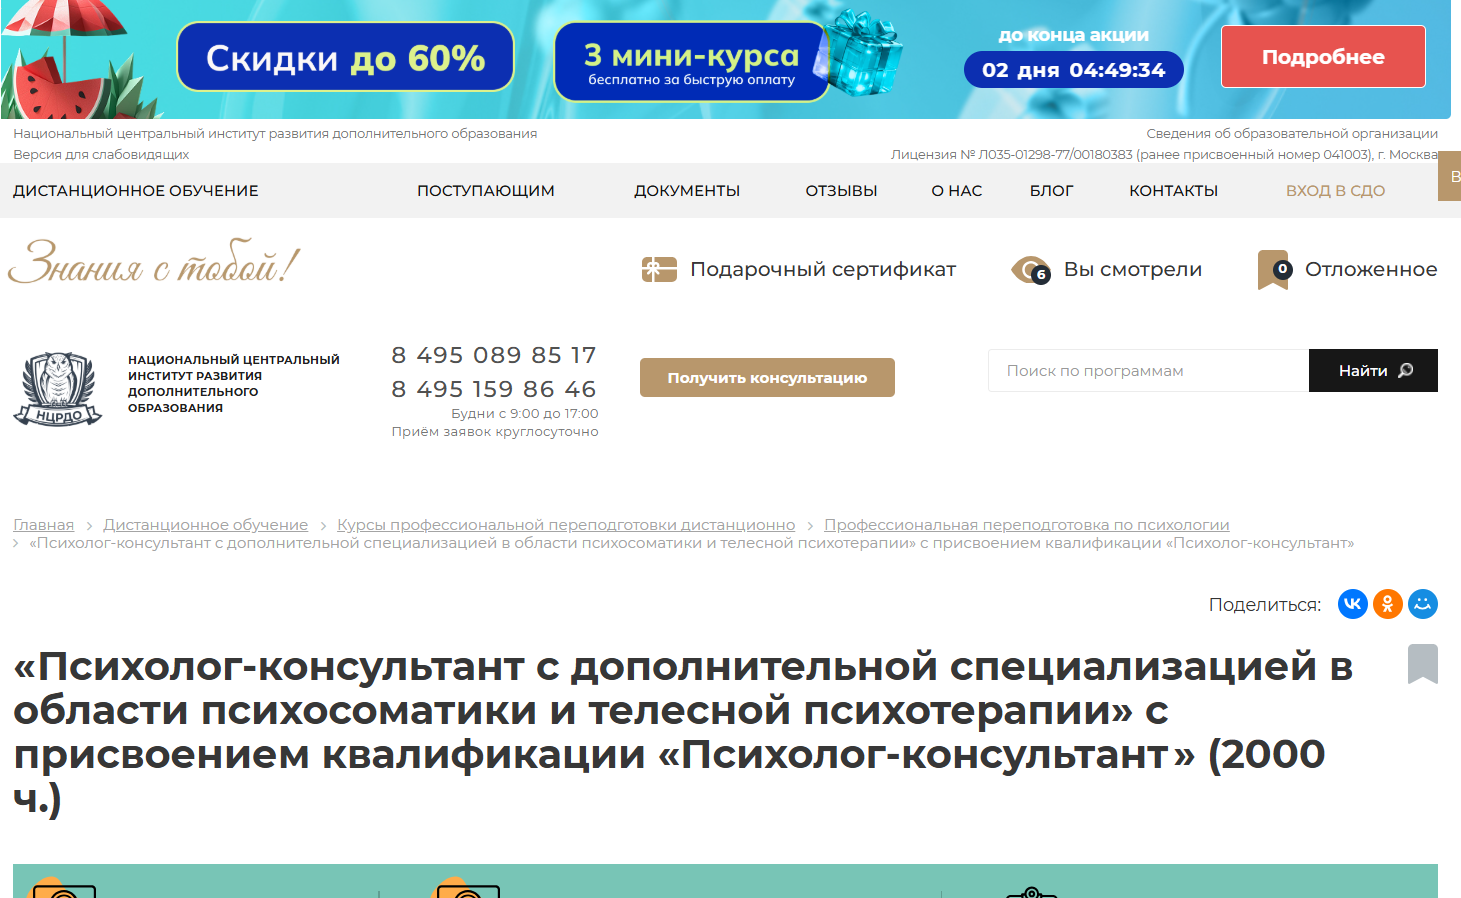 Скидки до 60%
3 мини-курса
бесплатно за быструю оплату
до конца акции
02 дня 04:49:34
Подробнее
Национальный центральный институт развития дополнительного образования
Сведения об образовательной организации
Версия для слабовидящих
Лицензия № Л035-01298-77/00180383 (ранее присвоенный номер 041003), г. Москва
В
ДИСТАНЦИОННОЕ ОБУЧЕНИЕ
ПОСТУПАЮЩИМ
ДОКУМЕНТЫ
ОТЗЫВЫ
О НАС
БЛОГ
КОНТАКТЫ
ВХОД В СДО
Знания с тобой!
Подарочный сертификат
6
Вы смотрели
0
Отложенное
НЦРДО
НАЦИОНАЛЬНЫЙ ЦЕНТРАЛЬНЫЙ
ИНСТИТУТ РАЗВИТИЯ
ДОПОЛНИТЕЛЬНОГО
ОБРАЗОВАНИЯ
8 495 089 85 17
8 495 159 86 46
Будни с 9:00 до 17:00
Приём заявок круглосуточно
Получить консультацию
Поиск по программам
Найти
Главная > Дистанционное обучение > Курсы профессиональной переподготовки дистанционно > Профессиональная переподготовка по психологии
> «Психолог-консультант с дополнительной специализацией в области психосоматики и телесной психотерапии» с присвоением квалификации «Психолог-консультант»
Поделиться:
«Психолог-консультант с дополнительной специализацией в
области психосоматики и телесной психотерапии» с
присвоением квалификации «Психолог-консультант» (2000
ч.)